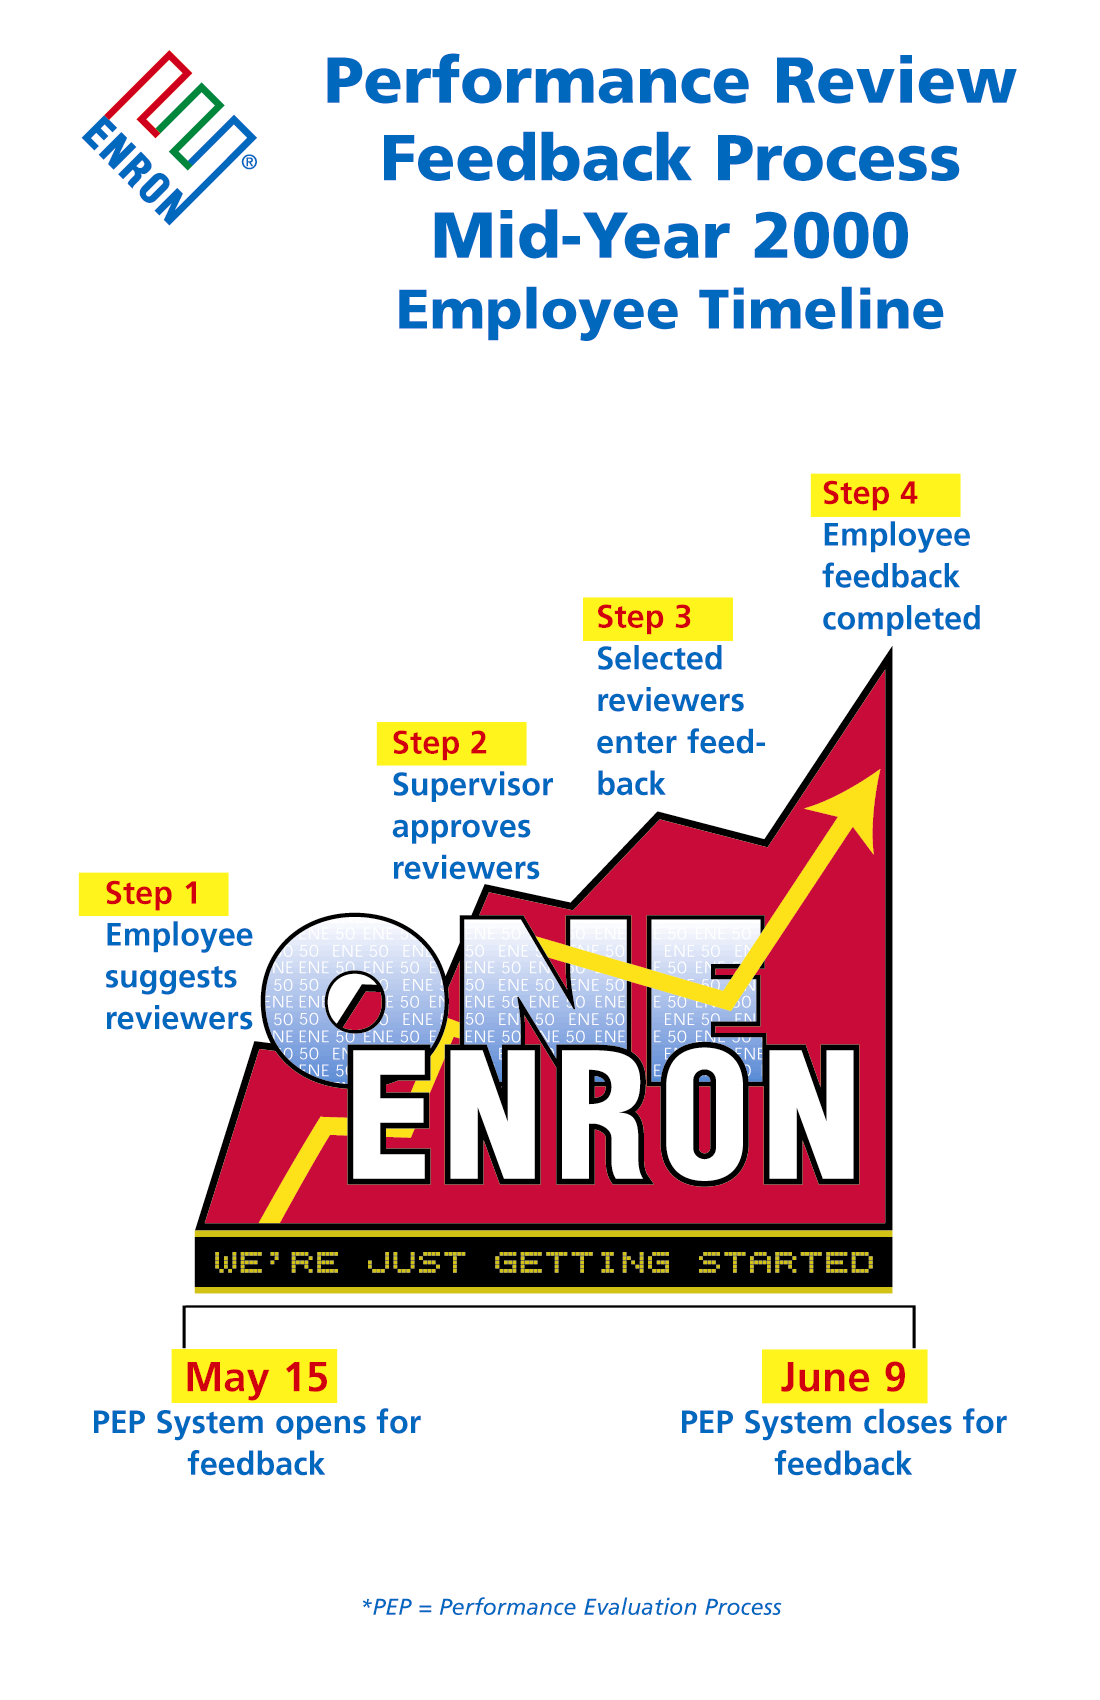 ENRON
®
Performance Review
Feedback Process
Mid-Year 2000
Employee Timeline
Step 4
Employee
feedback
completed
Step 3
Selected
reviewers
enter feed-
back
Step 2
Supervisor
approves
reviewers
Step 1
Employee
suggests
reviewers
ONE
ENRON
WE'RE JUST GETTING STARTED
May 15
PEP System opens for
feedback
June 9
PEP System closes for
feedback
*PEP = Performance Evaluation Process